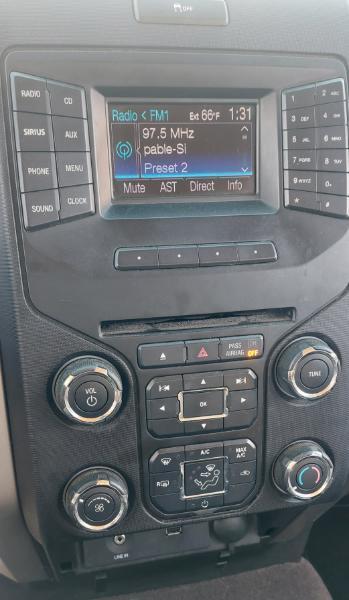 Radio < FM1 Ext 66°F 1:31
97.5 MHz
pable-Si
Preset 2
Mute AST Direct Info
RADIO CD
SIRIUS AUX
PHONE MENU
SOUND CLOCK
1 2 ABC
3 DEF 4 GHI
5 JKL 6 MNO
7 PQRS 8 TUV
9 WXYZ 0
* #
PASS AIRBAG OFF
VOL
TUNE
OK
A/C MAX A/C
R
LINE IN